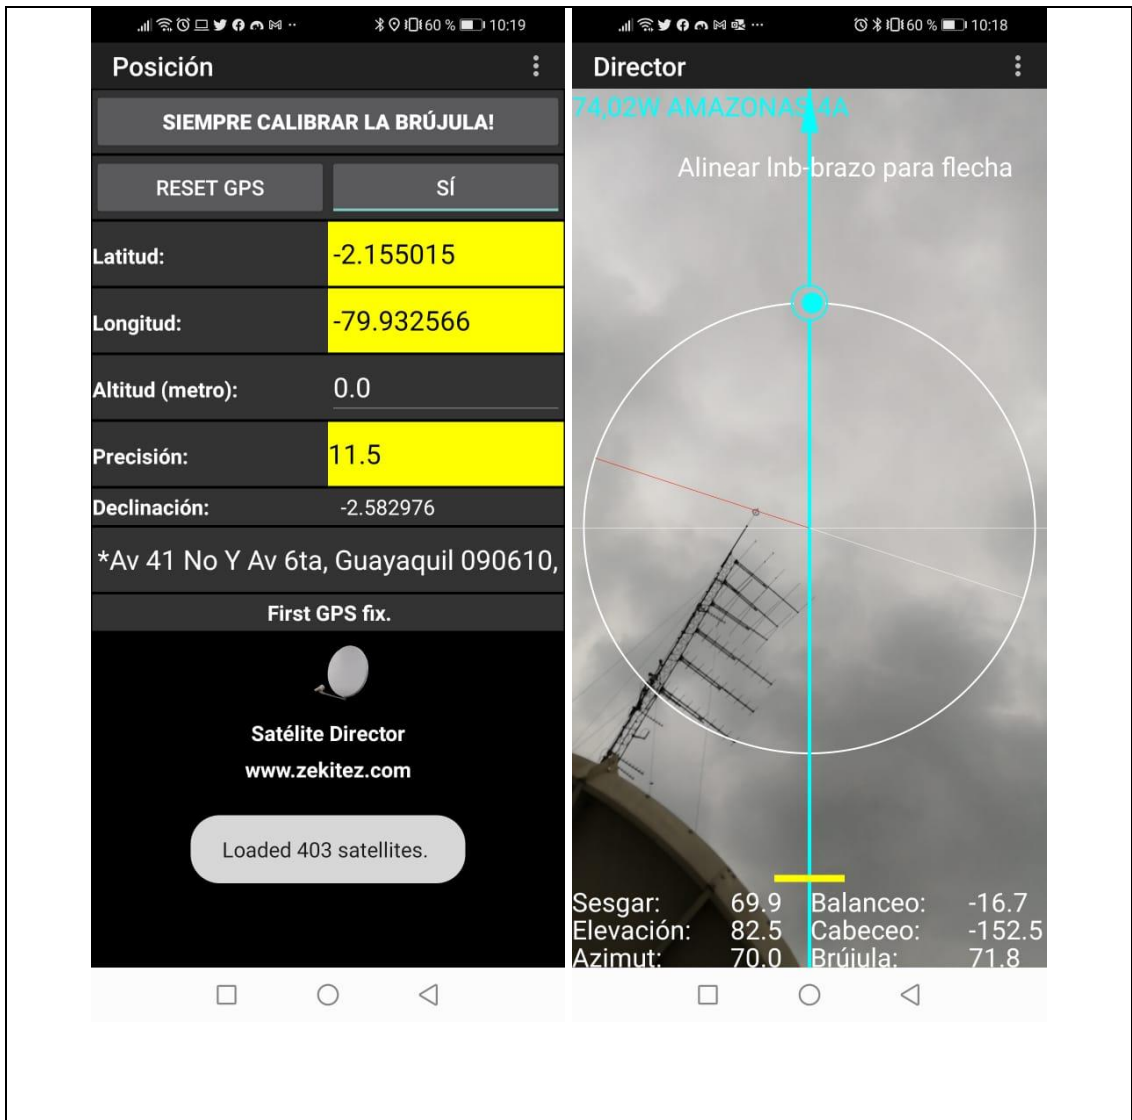 60 % 10:19
Posición
SIEMPRE CALIBRAR LA BRÚJULA!
RESET GPS SÍ
Latitud: -2.155015
Longitud: -79.932566
Altitud (metro): 0.0
Precisión: 11.5
Declinación: -2.582976
*Av 41 No Y Av 6ta, Guayaquil 090610,
First GPS fix.
Satélite Director
www.zekitez.com
Loaded 403 satellites.
60 % 10:18
Director
74,02W AMAZONAS 4A
Alinear lnb-brazo para flecha
Sesgar: 69.9 Balanceo: -16.7
Elevación: 82.5 Cabeceo: -152.5
Azimut: 70.0 Brújula: 71.8